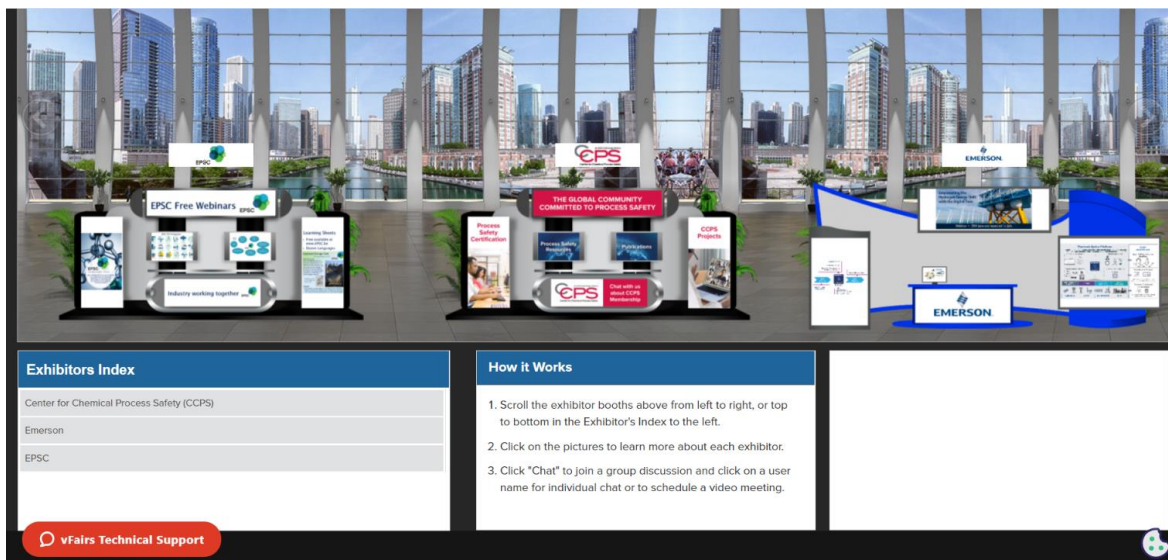 EPSC
CCPS
EMERSON
EPSC Free Webinars
EPSC
THE GLOBAL COMMUNITY
COMMITTED TO PROCESS SAFETY
Process
Safety
Certification
Process Safety
Resources
Publications
CCPS
Projects
Learning Sheets
Industry working together
CCPS
Chat with us
about CCPS
Membership
EMERSON
Exhibitors Index
Center for Chemical Process Safety (CCPS)
Emerson
EPSC
How it Works
1. Scroll the exhibitor booths above from left to right, or top
to bottom in the Exhibitor's Index to the left.
2. Click on the pictures to learn more about each exhibitor.
3. Click "Chat" to join a group discussion and click on a user
name for individual chat or to schedule a video meeting.
vFairs Technical Support